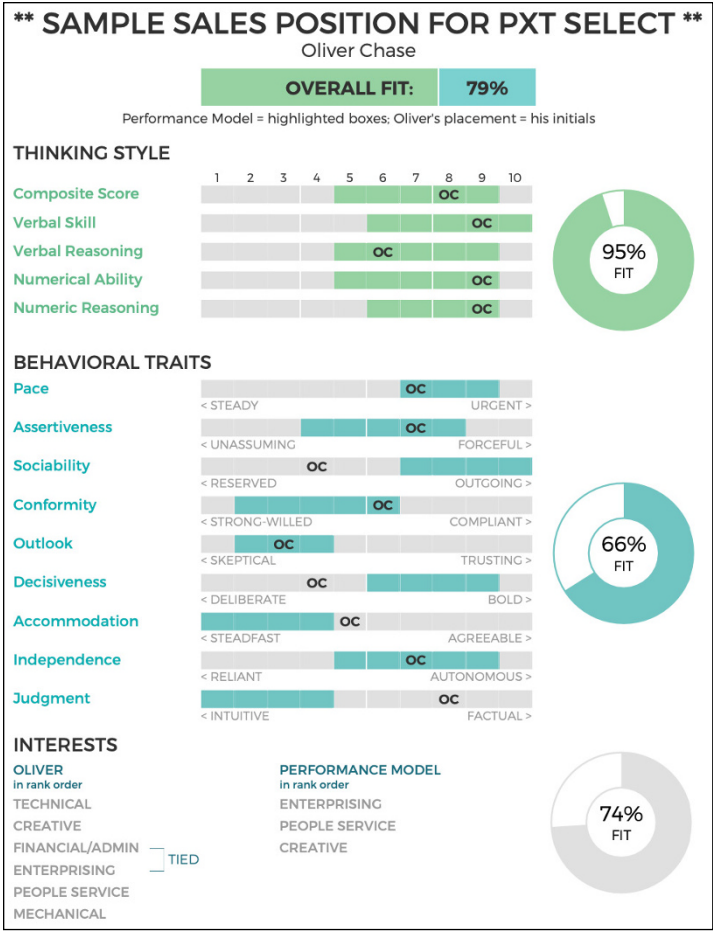 ** SAMPLE SALES POSITION FOR PXT SELECT **
Oliver Chase
OVERALL FIT: 79%
Performance Model = highlighted boxes; Oliver's placement = his initials
THINKING STYLE
1 2 3 4 5 6 7 8 9 10
Composite Score OC
Verbal Skill OC
Verbal Reasoning OC
Numerical Ability OC
Numeric Reasoning OC
95%
FIT
BEHAVIORAL TRAITS
Pace OC
< STEADY URGENT >
Assertiveness OC
< UNASSUMING FORCEFUL >
Sociability OC
< RESERVED OUTGOING >
Conformity OC
< STRONG-WILLED COMPLIANT >
Outlook OC
< SKEPTICAL TRUSTING >
Decisiveness OC
< DELIBERATE BOLD >
Accommodation OC
< STEADFAST AGREEABLE >
Independence OC
< RELIANT AUTONOMOUS >
Judgment OC
< INTUITIVE FACTUAL >
66%
FIT
INTERESTS
OLIVER
in rank order
TECHNICAL
CREATIVE
FINANCIAL/ADMIN
ENTERPRISING
TIED
PEOPLE SERVICE
MECHANICAL
PERFORMANCE MODEL
in rank order
ENTERPRISING
PEOPLE SERVICE
CREATIVE
74%
FIT